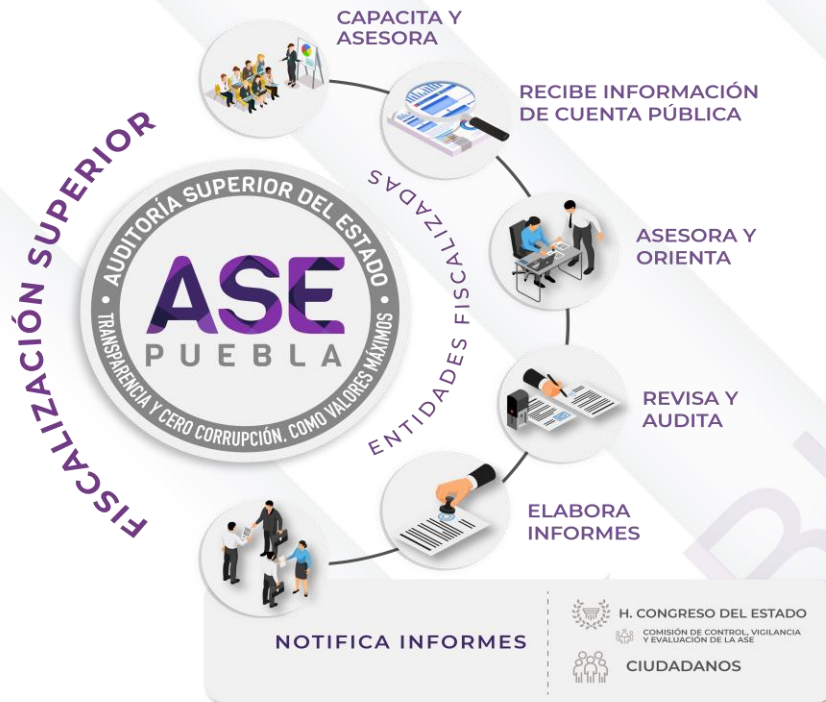 CAPACITA Y
ASESORA
RECIBE INFORMACIÓN
DE CUENTA PÚBLICA
FISCALIZACIÓN SUPERIOR
AUDITORÍA SUPERIOR DEL ESTADO
ASE
PUEBLA
TRANSPARENCIA Y CERO CORRUPCIÓN, COMO VALORES MÁXIMOS
ENTIDADES FISCALIZADAS
ASESORA Y
ORIENTA
REVISA Y
AUDITA
ELABORA
INFORMES
NOTIFICA INFORMES
H. CONGRESO DEL ESTADO
COMISIÓN DE CONTROL, VIGILANCIA
Y EVALUACIÓN DE LA ASE
CIUDADANOS